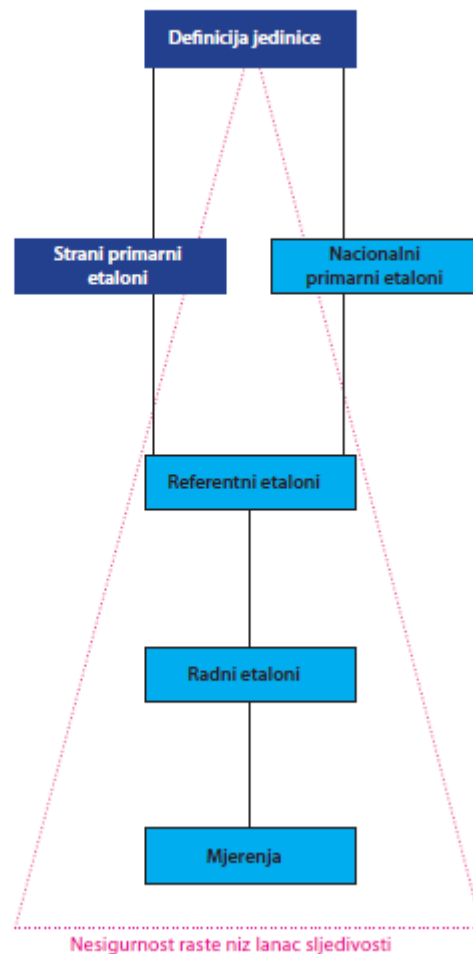 Definicija jedinice
Strani primarni
etaloni
Nacionalni
primarni etaloni
Referentni etaloni
Radni etaloni
Mjerenja
Nesigurnost raste niz lanac sljedivosti